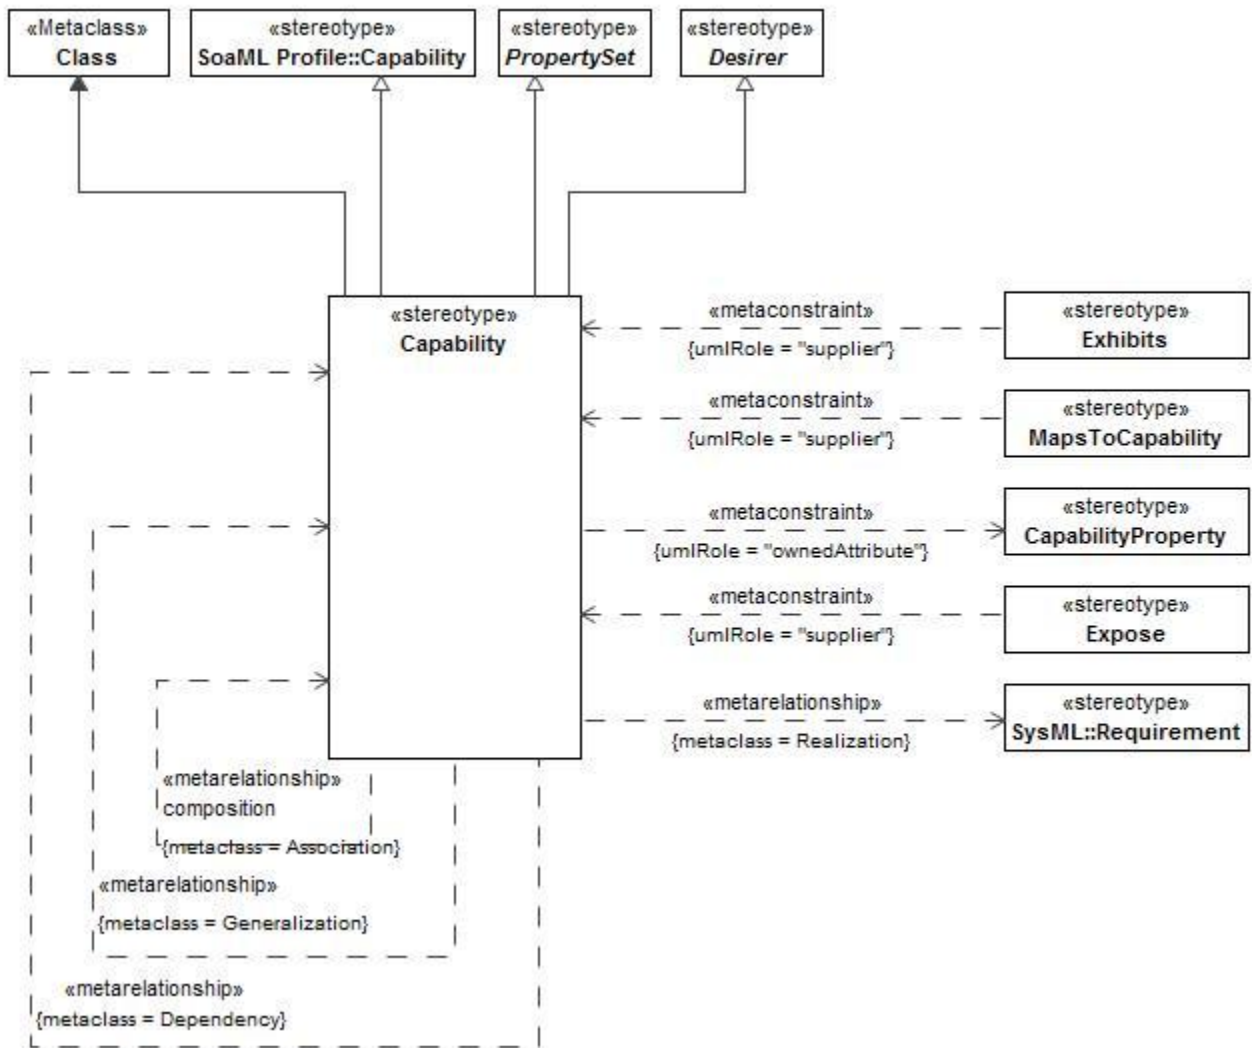 «Metaclass»
Class
«stereotype»
SoaML Profile::Capability
«stereotype»
PropertySet
«stereotype»
Desirer
«stereotype»
Capability
«metaconstraint»
{umlRole = "supplier"}
«stereotype»
Exhibits
«metaconstraint»
{umlRole = "supplier"}
«stereotype»
MapsToCapability
«metaconstraint»
{umlRole = "ownedAttribute"}
«stereotype»
CapabilityProperty
«metaconstraint»
{umlRole = "supplier"}
«stereotype»
Expose
«metarelationship»
{metaclass = Realization}
«stereotype»
SysML::Requirement
«metarelationship»
composition
{metaclass = Association}
«metarelationship»
{metaclass = Generalization}
«metarelationship»
{metaclass = Dependency}